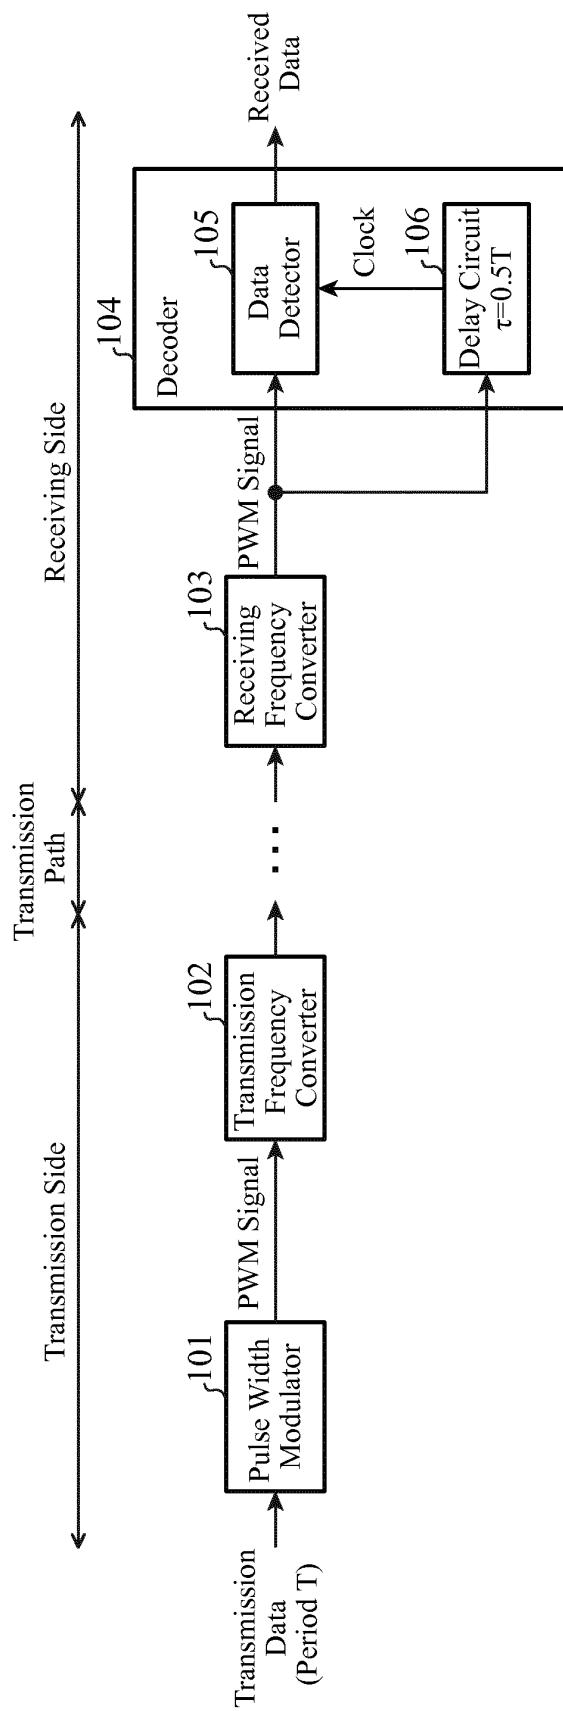 Transmission Side
Transmission
Path
Receiving Side
Transmission
Data
(Period T)
101
Pulse Width
Modulator
PWM Signal
102
Transmission
Frequency
Converter
...
103
Receiving
Frequency
Converter
PWM Signal
104
Decoder
105
Data
Detector
Clock
106
Delay Circuit
τ=0.5T
Received
Data